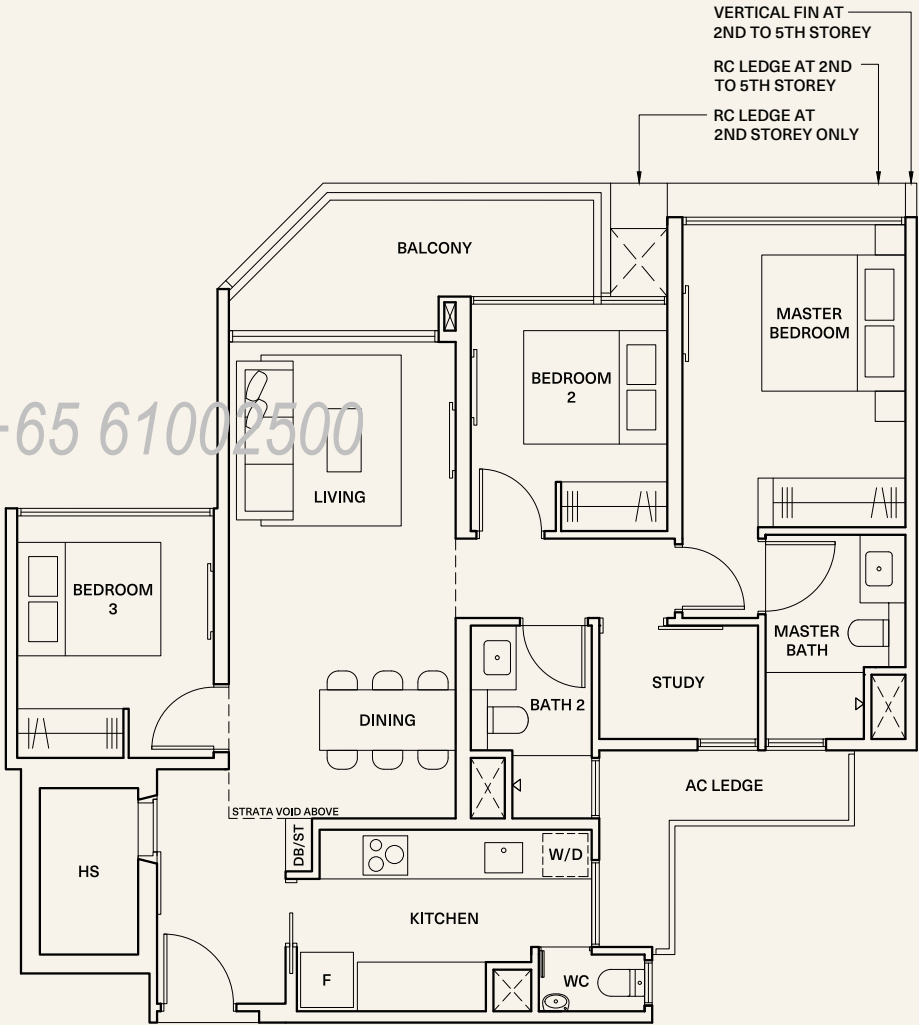 VERTICAL FIN AT
2ND TO 5TH STOREY
RC LEDGE AT 2ND
TO 5TH STOREY
RC LEDGE AT
2ND STOREY ONLY
BALCONY
MASTER
BEDROOM
BEDROOM
2
+65 61002500
LIVING
BEDROOM
3
MASTER
BATH
STUDY
BATH 2
DINING
AC LEDGE
STRATA VOID ABOVE
DB/ST
W/D
HS
KITCHEN
F
WC